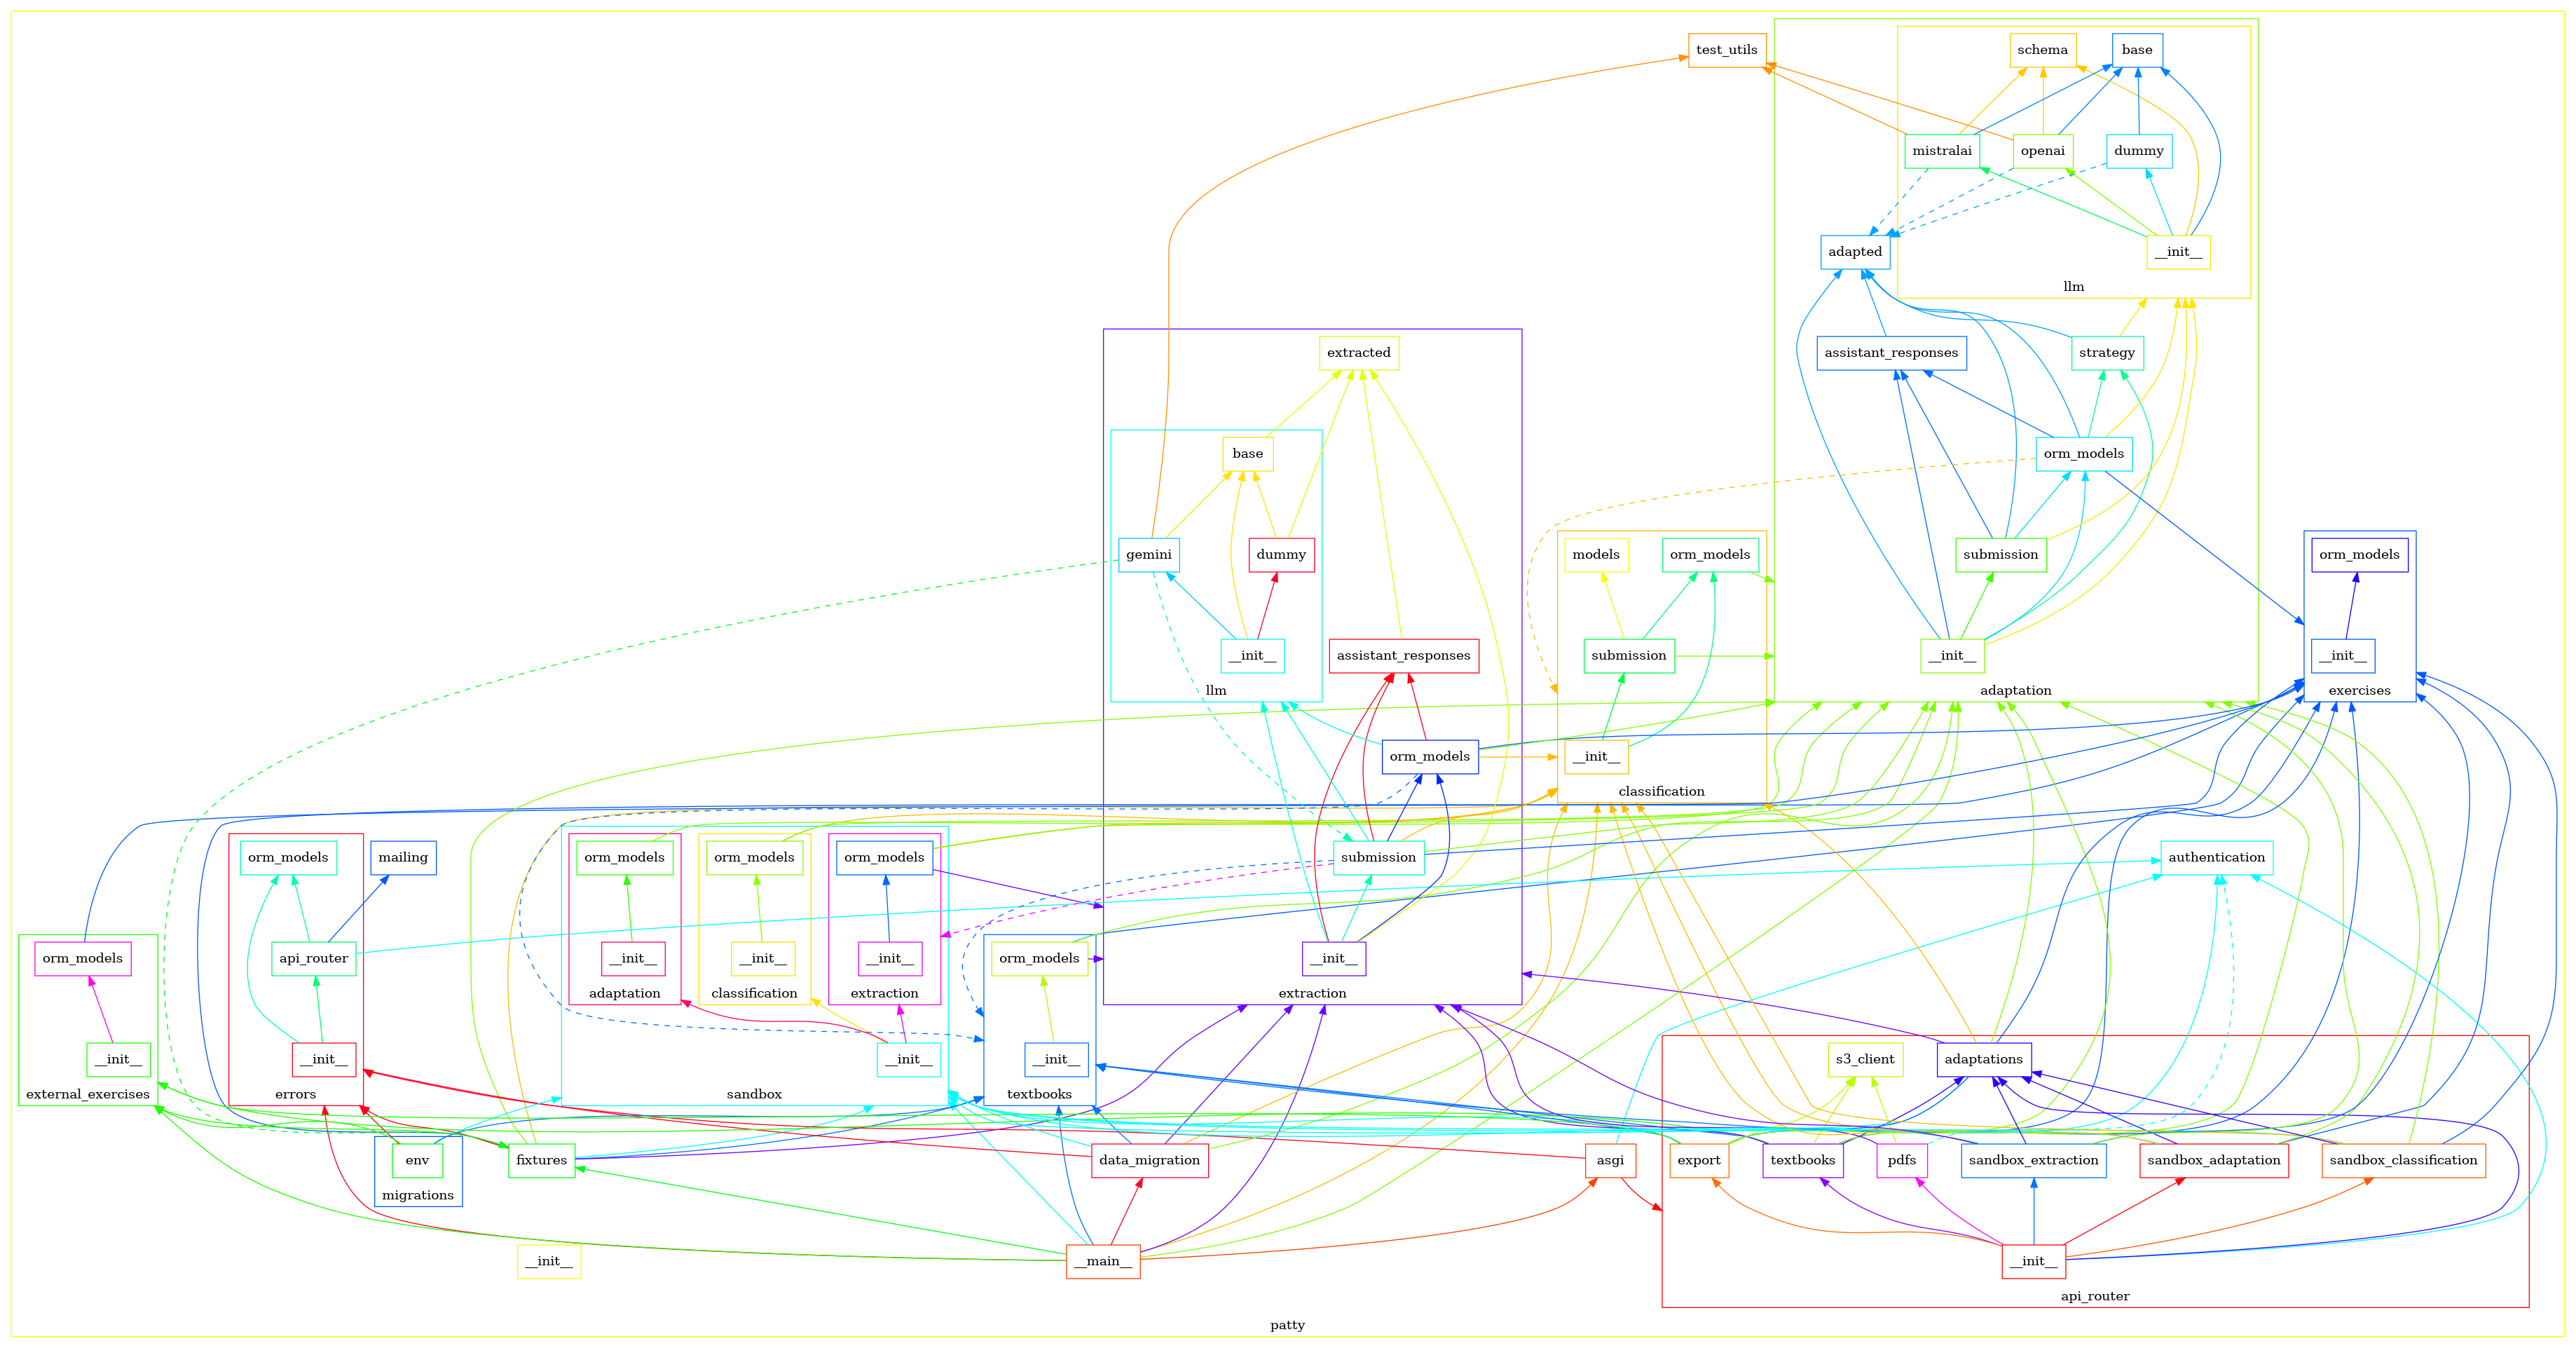 test_utils
schema
base
mistralai
openai
dummy
adapted
__init__
llm
extracted
assistant_responses
strategy
base
orm_models
gemini
dummy
models
orm_models
submission
orm_models
__init__
assistant_responses
submission
__init__
__init__
llm
adaptation
exercises
orm_models
__init__
classification
orm_models
mailing
orm_models
orm_models
orm_models
submission
authentication
orm_models
api_router
__init__
__init__
__init__
orm_models
__init__
adaptation
classification
extraction
extraction
__init__
__init__
__init__
__init__
s3_client
adaptations
external_exercises
errors
sandbox
textbooks
env
fixtures
data_migration
asgi
export
textbooks
pdfs
sandbox_extraction
sandbox_adaptation
sandbox_classification
migrations
__init__
__main__
__init__
api_router
patty